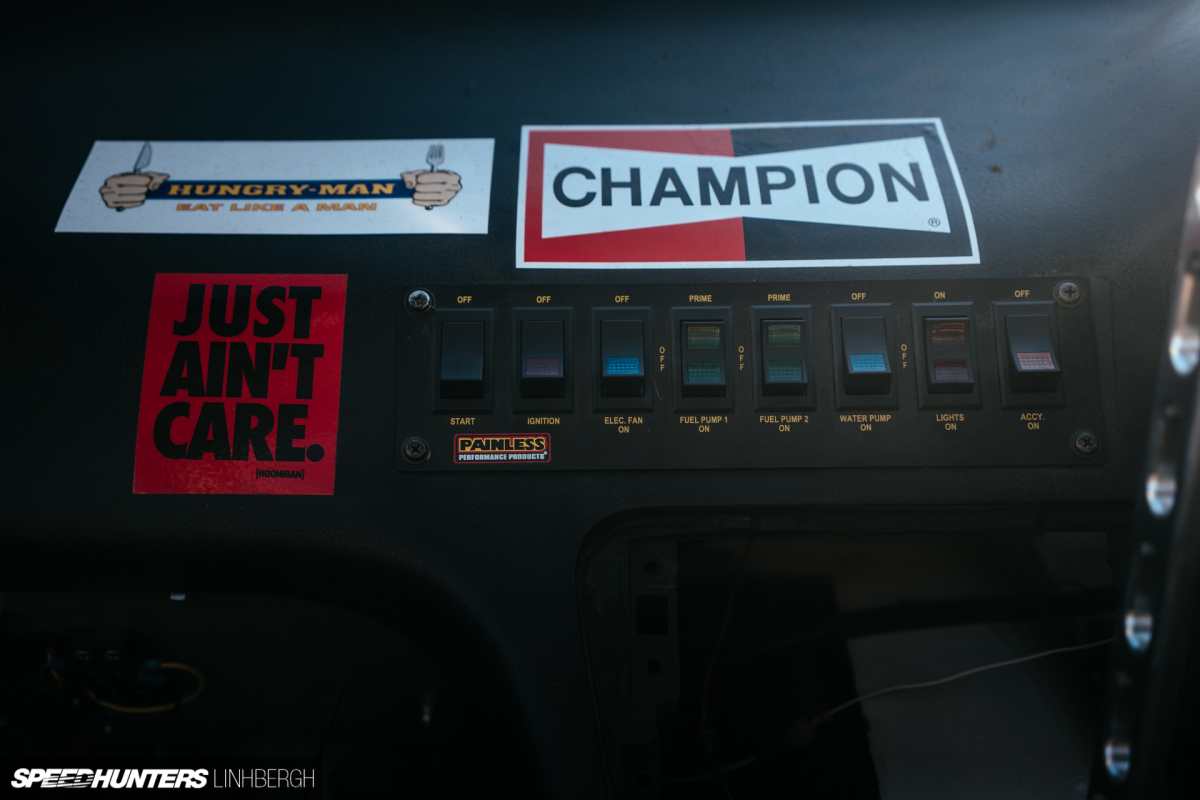 HUNGRY-MAN
EAT LIKE A MAN
CHAMPION
®
JUST
AIN'T
CARE.
[HOONIGAN]
OFF OFF OFF PRIME PRIME OFF ON OFF
OFF OFF OFF
START IGNITION ELEC. FAN FUEL PUMP 1 FUEL PUMP 2 WATER PUMP LIGHTS ACCY.
ON ON ON ON ON ON
PAINLESS
PERFORMANCE PRODUCTS®
SPEEDHUNTERS LINHBERGH